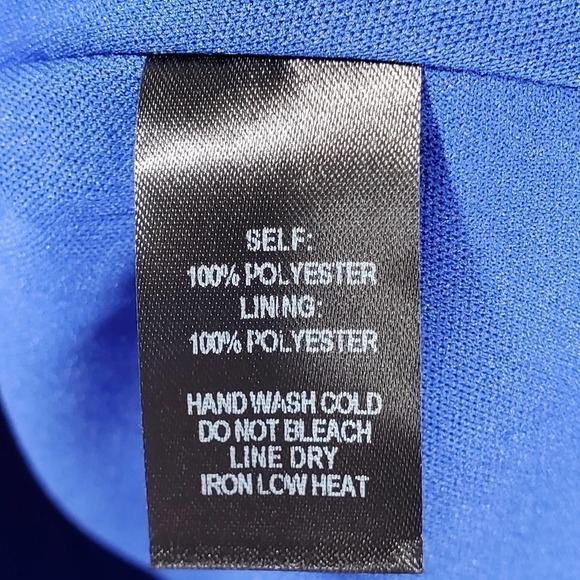 SELF:
100% POLYESTER
LINING:
100% POLYESTER
HAND WASH COLD
DO NOT BLEACH
LINE DRY
IRON LOW HEAT